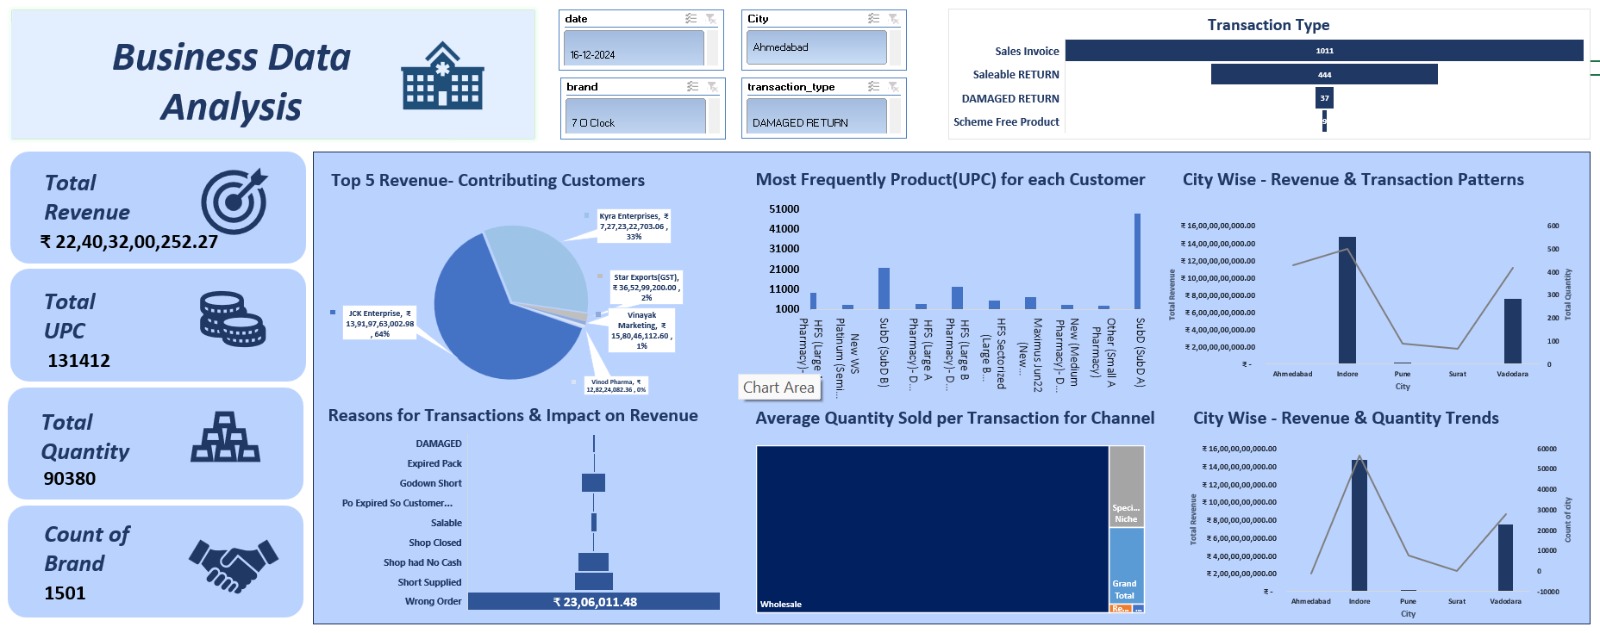 Business Data
Analysis
date
16-12-2024
City
Ahmedabad
brand
7 O Clock
transaction_type
DAMAGED RETURN
Transaction Type
Sales Invoice
1011
Saleable RETURN
444
DAMAGED RETURN
37
Scheme Free Product
9
Total
Revenue
₹ 22,40,32,00,252.27
Total
UPC
131412
Total
Quantity
90380
Count of
Brand
1501
Top 5 Revenue- Contributing Customers
Kyra Enterprises, ₹
7,27,23,22,703.06 ,
33%
Star Exports(GST),
₹ 36,52,99,200.00 ,
2%
Vinayak
Marketing, ₹
15,80,46,112.60 ,
1%
Vinod Pharma, ₹
12,82,24,082.36 , 0%
JCK Enterprise, ₹
13,91,97,63,002.98
, 64%
Most Frequently Product(UPC) for each Customer
51000
41000
31000
21000
11000
1000
HFS (Large
Pharmacy)-
New WS
Platinum (Semi...
SubD (SubD B)
HFS (Large A
Pharmacy)- D...
HFS (Large B
Pharmacy)- D...
HFS Sectorized
(Large B...
Maximus Jun22
(New...
New (Medium
Pharmacy)- D...
Other (Small A
Pharmacy)
SubD (SubD A)
Chart Area
City Wise - Revenue & Transaction Patterns
Total Revenue
₹ 16,00,00,00,000.00
₹ 14,00,00,00,000.00
₹ 12,00,00,00,000.00
₹ 10,00,00,00,000.00
₹ 8,00,00,00,000.00
₹ 6,00,00,00,000.00
₹ 4,00,00,00,000.00
₹ 2,00,00,00,000.00
₹ -
600
500
400
300
200
100
0
Total Quantity
Ahmedabad
Indore
Pune
Surat
Vadodara
City
Reasons for Transactions & Impact on Revenue
DAMAGED
Expired Pack
Godown Short
Po Expired So Customer...
Salable
Shop Closed
Shop had No Cash
Short Supplied
Wrong Order
₹ 23,06,011.48
Average Quantity Sold per Transaction for Channel
Wholesale
Speci...
Niche
Grand
Total
City Wise - Revenue & Quantity Trends
Total Revenue
₹ 16,00,00,00,000.00
₹ 14,00,00,00,000.00
₹ 12,00,00,00,000.00
₹ 10,00,00,00,000.00
₹ 8,00,00,00,000.00
₹ 6,00,00,00,000.00
₹ 4,00,00,00,000.00
₹ 2,00,00,00,000.00
₹ -
60000
50000
40000
30000
20000
10000
0
-10000
Count of city
Ahmedabad
Indore
Pune
Surat
Vadodara
City